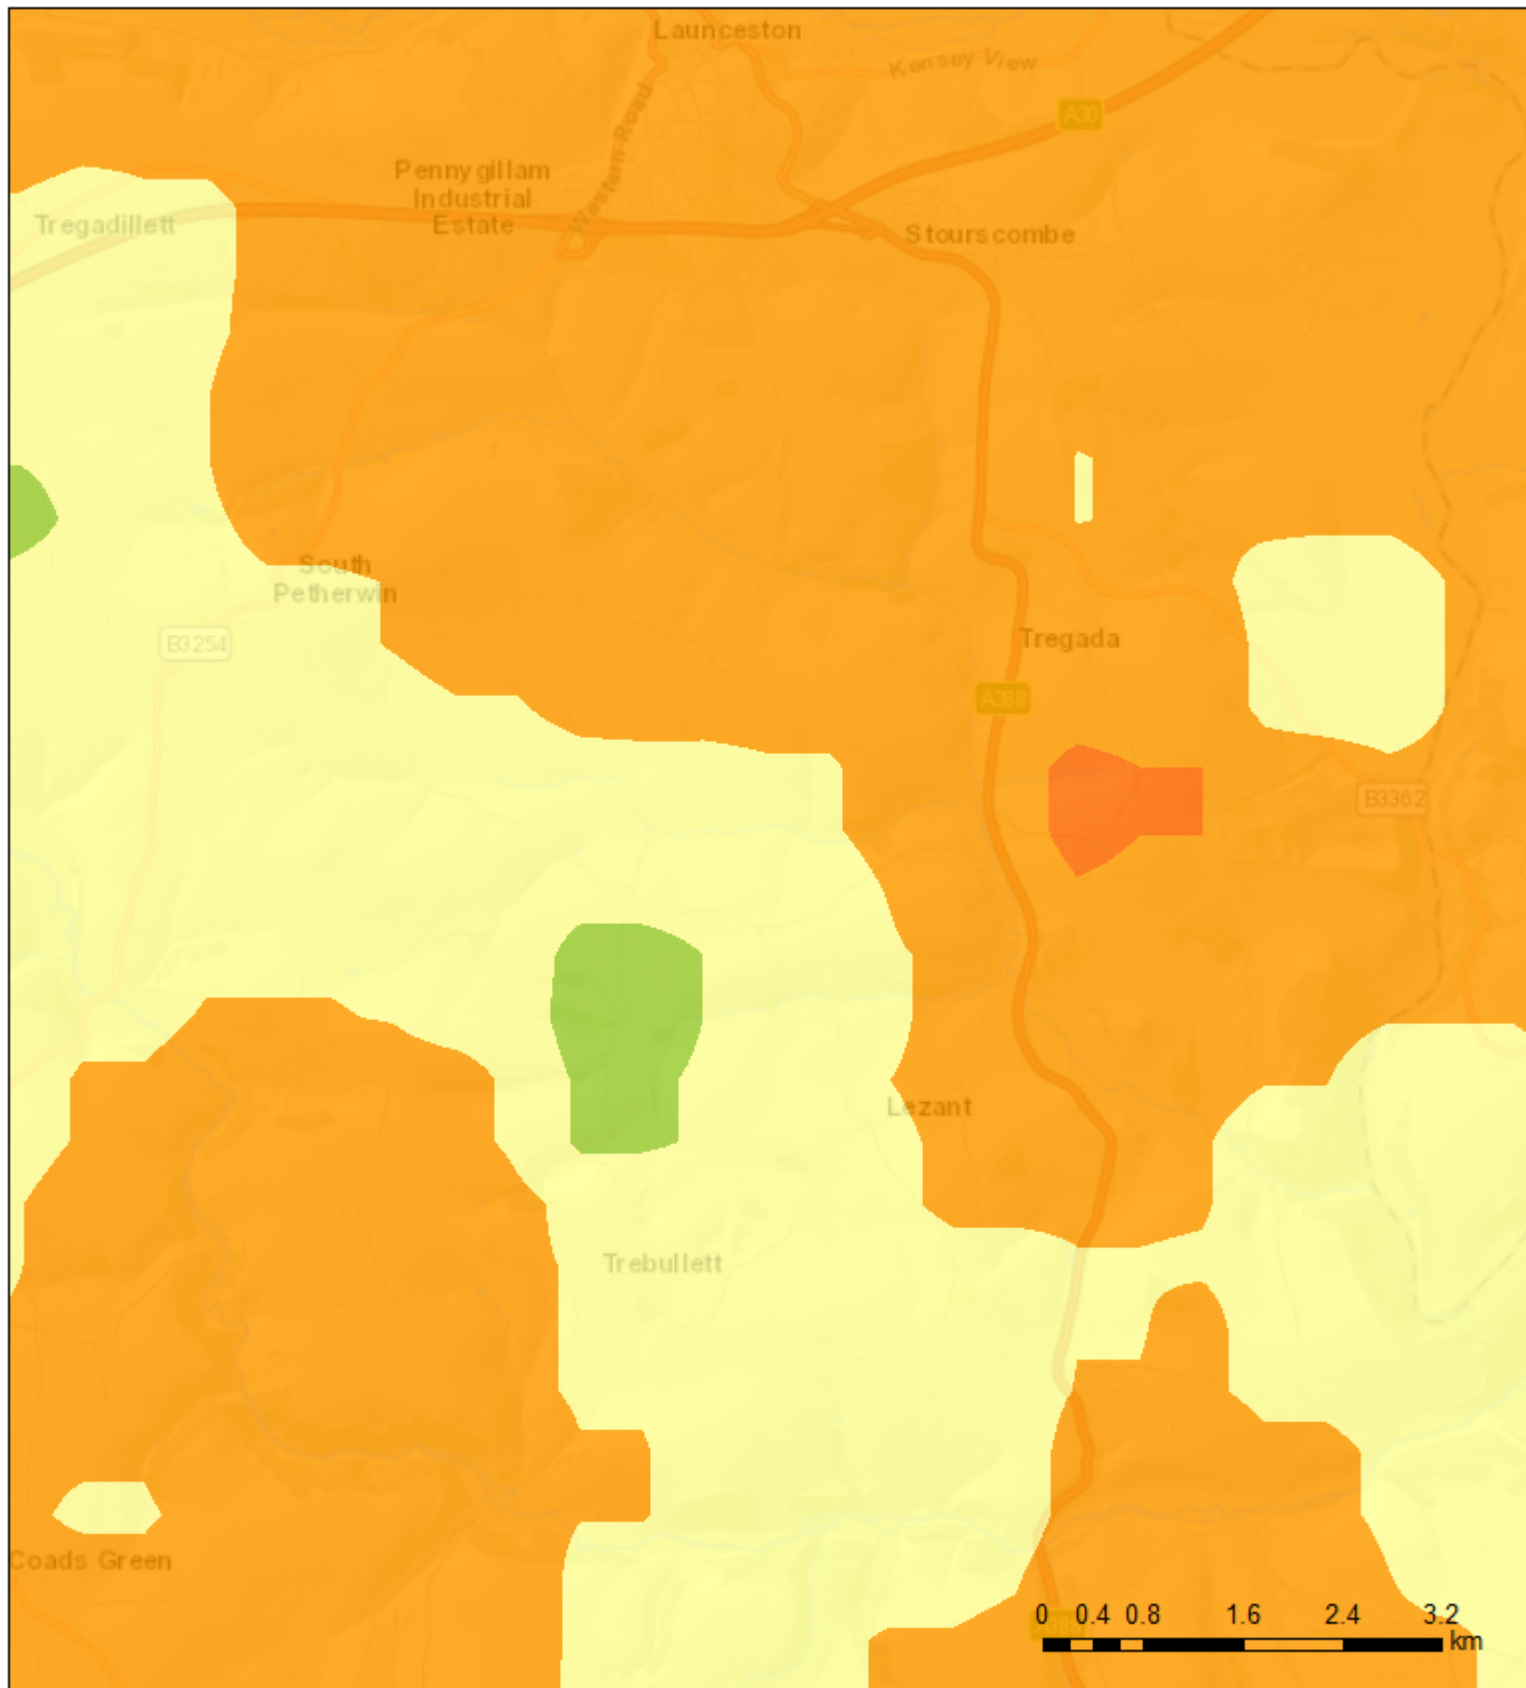 Launceston
Kensey View
A30
Western Road
Pennygillam
Industrial
Estate
Tregadillett
Stourscombe
South
Petherwin
B3254
Tregada
A388
B3362
Lezant
Trebullett
Coads Green
0 0.4 0.8 1.6 2.4 3.2
km
A388